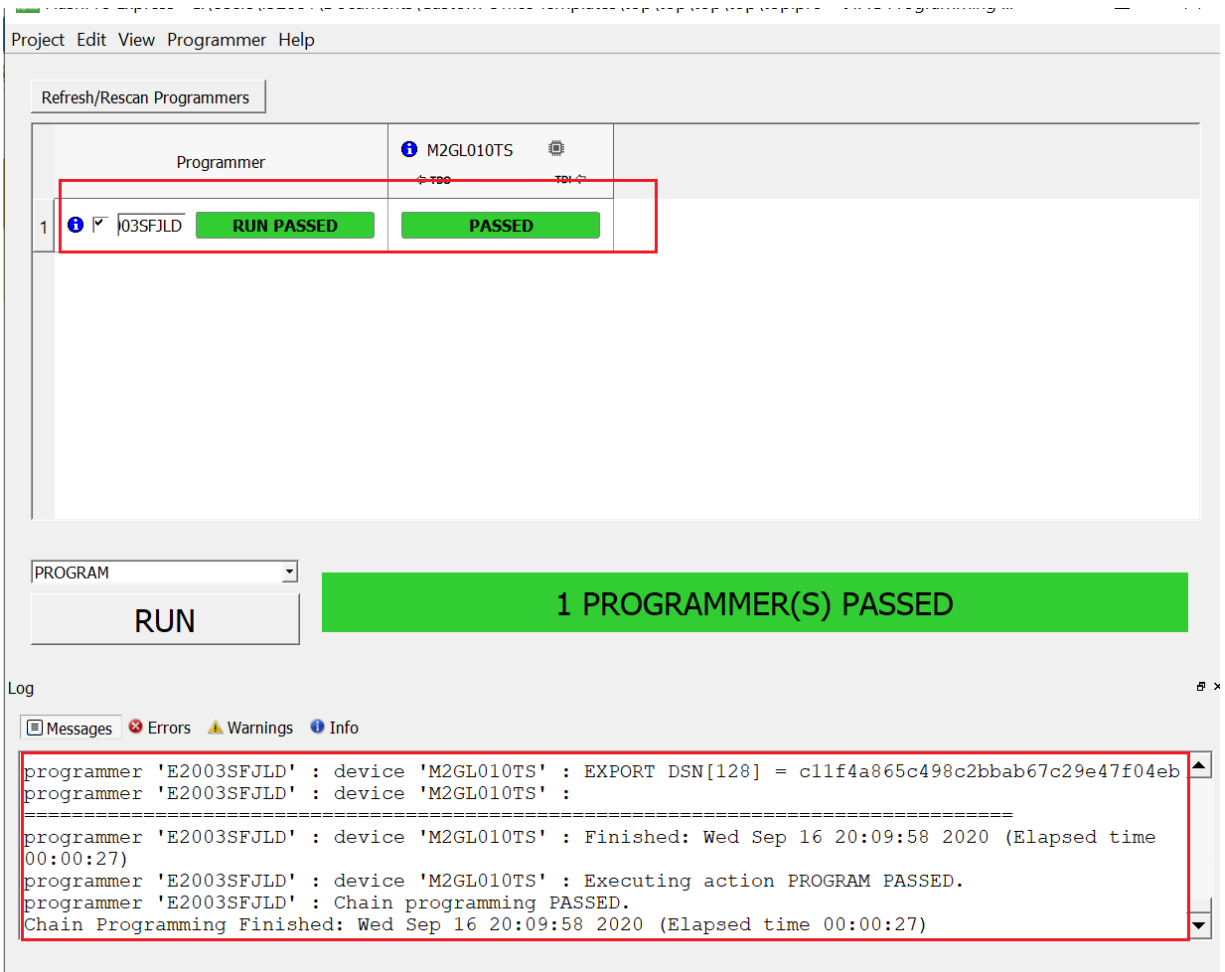 Project Edit View Programmer Help
Refresh/Rescan Programmers
Programmer
M2GL010TS
TDO TDI
1 003SFJLD RUN PASSED PASSED
PROGRAM
RUN
1 PROGRAMMER(S) PASSED
Log
Messages Errors Warnings Info
programmer 'E2003SFJLD' : device 'M2GL010TS' : EXPORT DSN[128] = c11f4a865c498c2bbab67c29e47f04eb
programmer 'E2003SFJLD' : device 'M2GL010TS' :
===================================================================================
programmer 'E2003SFJLD' : device 'M2GL010TS' : Finished: Wed Sep 16 20:09:58 2020 (Elapsed time
00:00:27)
programmer 'E2003SFJLD' : device 'M2GL010TS' : Executing action PROGRAM PASSED.
programmer 'E2003SFJLD' : Chain programming PASSED.
Chain Programming Finished: Wed Sep 16 20:09:58 2020 (Elapsed time 00:00:27)